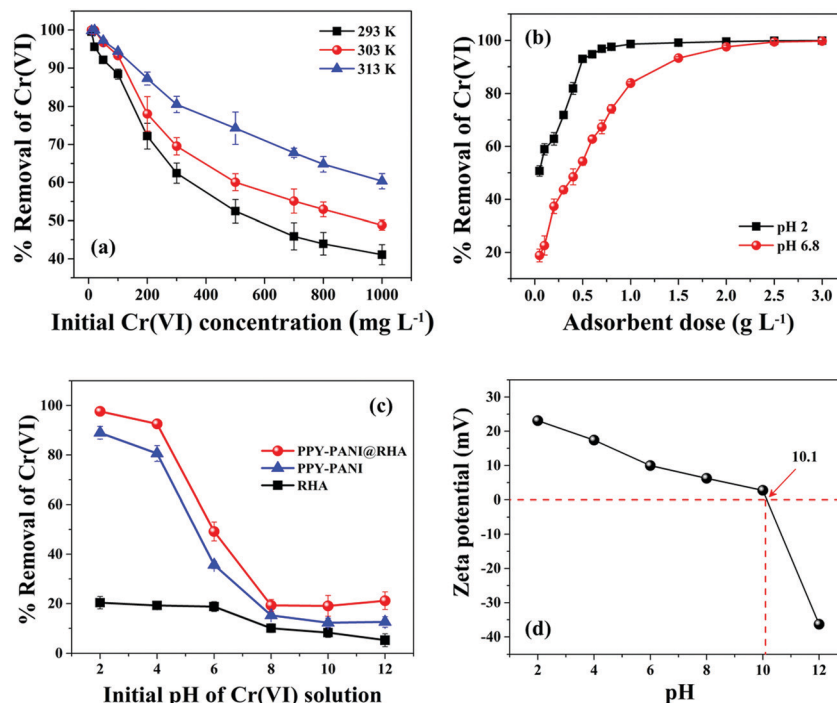 100
90
80
70
60
50
40
% Removal of Cr(VI)
293 K
303 K
313 K
(a)
0 200 400 600 800 1000
Initial Cr(VI) concentration (mg L⁻¹)
100
80
60
40
20
% Removal of Cr(VI)
(b)
pH 2
pH 6.8
0.0 0.5 1.0 1.5 2.0 2.5 3.0
Adsorbent dose (g L⁻¹)
100
80
60
40
20
0
% Removal of Cr(VI)
(c)
PPY-PANI@RHA
PPY-PANI
RHA
2 4 6 8 10 12
Initial pH of Cr(VI) solution
30
20
10
0
-10
-20
-30
-40
Zeta potential (mV)
10.1
(d)
2 4 6 8 10 12
pH